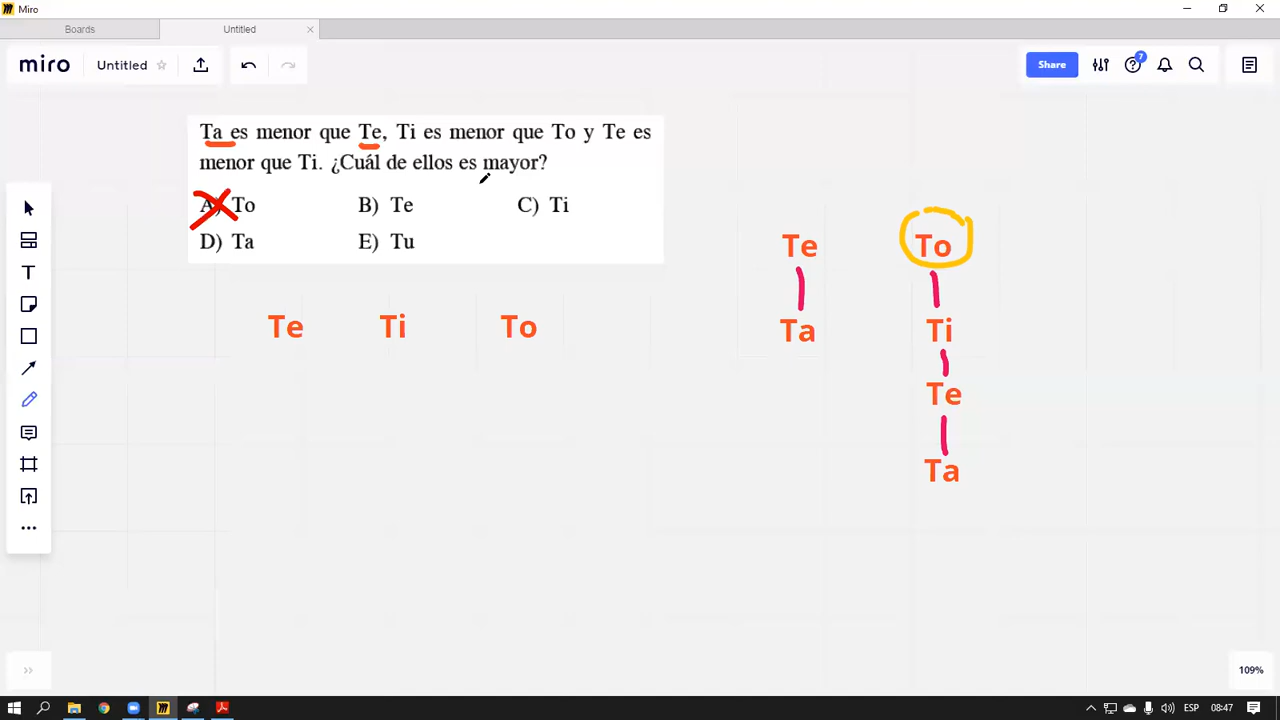 Miro
Boards
Untitled
miro
Untitled
Share
7
Ta es menor que Te, Ti es menor que To y Te es
menor que Ti. ¿Cuál de ellos es mayor?
A) To
B) Te
C) Ti
D) Ta
E) Tu
Te
Ti
To
Te
Ta
To
Ti
Te
Ta
109%
ESP
08:47